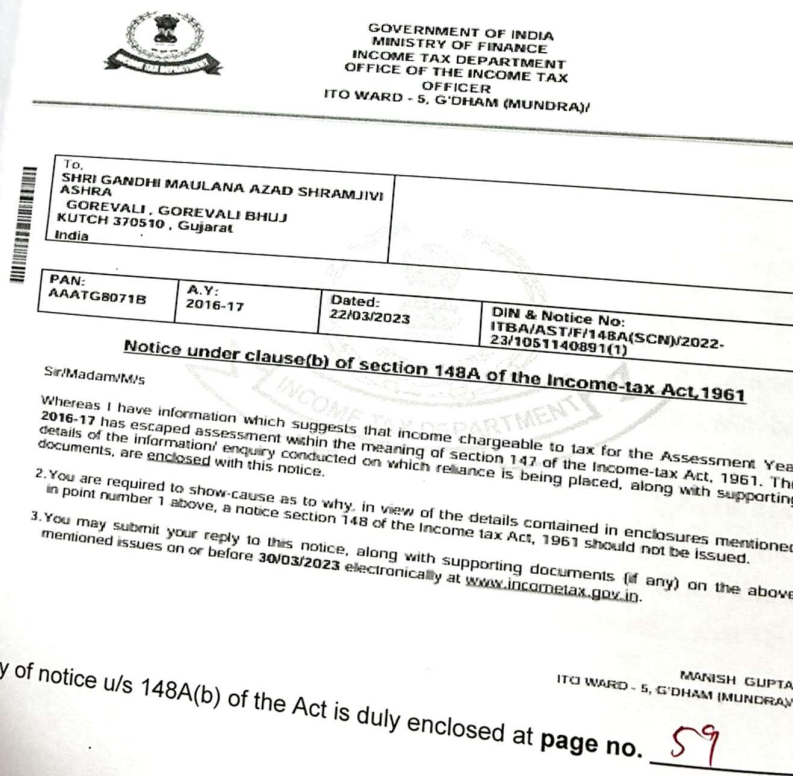 GOVERNMENT OF INDIA
MINISTRY OF FINANCE
INCOME TAX DEPARTMENT
OFFICE OF THE INCOME TAX
OFFICER
ITO WARD - 5, G'DHAM (MUNDRA)/
To,
SHRI GANDHI MAULANA AZAD SHRAMJIVI
ASHRA
GOREVALI , GOREVALI BHUJ
KUTCH 370510 , Gujarat
India
PAN:
AAATG8071B
A.Y:
2016-17
Dated:
22/03/2023
DIN & Notice No:
ITBA/AST/F/148A(SCN)/2022-
23/1051140891(1)
Notice under clause(b) of section 148A of the Income-tax Act,1961
Sir/Madam/M/s
INCOME TAX DEPARTMENT
Whereas I have information which suggests that income chargeable to tax for the Assessment Yea
2016-17 has escaped assessment within the meaning of section 147 of the Income-tax Act, 1961. The
details of the information/ enquiry conducted on which reliance is being placed, along with supporting
documents, are enclosed with this notice.
2.You are required to show-cause as to why, in view of the details contained in enclosures mentioned
in point number 1 above, a notice section 148 of the Income tax Act, 1961 should not be issued.
3.You may submit your reply to this notice, along with supporting documents (if any) on the above
mentioned issues on or before 30/03/2023 electronically at www.incometax.gov.in.
MANISH GUPTA
ITO WARD - 5, G'DHAM (MUNDRA)/
y of notice u/s 148A(b) of the Act is duly enclosed at page no. 59